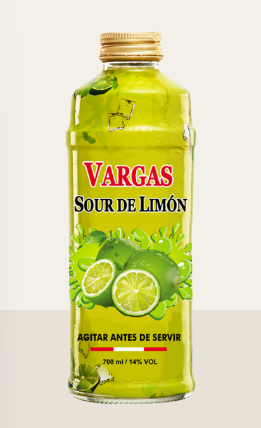 VARGAS
SOUR DE LIMÓN
AGITAR ANTES DE SERVIR
700 ml / 14% VOL